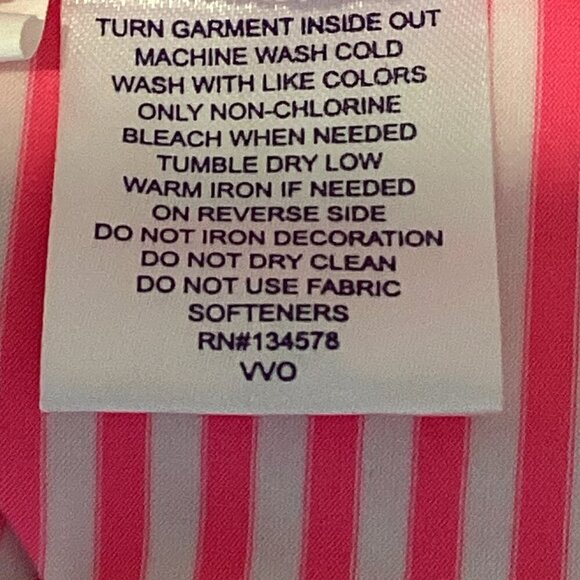 TURN GARMENT INSIDE OUT
MACHINE WASH COLD
WASH WITH LIKE COLORS
ONLY NON-CHLORINE
BLEACH WHEN NEEDED
TUMBLE DRY LOW
WARM IRON IF NEEDED
ON REVERSE SIDE
DO NOT IRON DECORATION
DO NOT DRY CLEAN
DO NOT USE FABRIC
SOFTENERS
RN#134578
VVO